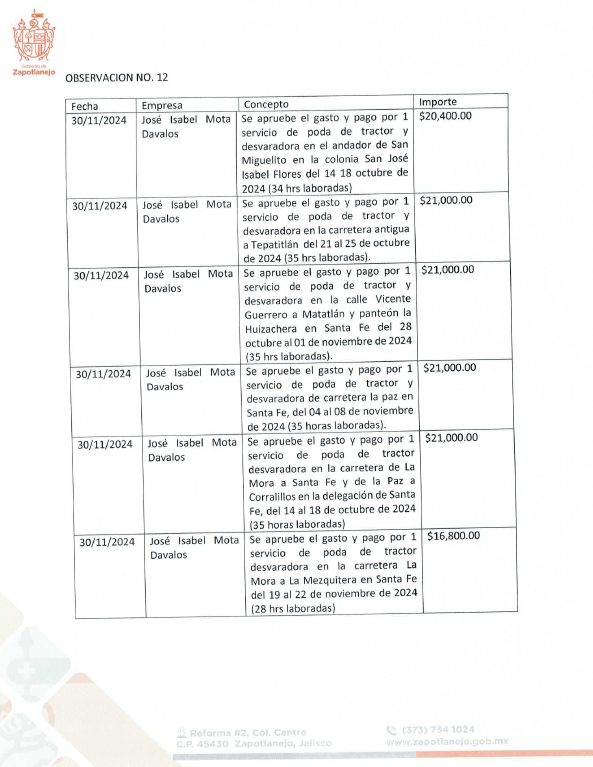 Gobierno de
Zapotlanejo
OBSERVACION NO. 12
Fecha Empresa Concepto Importe
30/11/2024 José Isabel Mota Se apruebe el gasto y pago por 1 $20,400.00
Davalos servicio de poda de tractor y
desvaradora en el andador de San
Miguelito en la colonia San José
Isabel Flores del 14 18 octubre de
2024 (34 hrs laboradas)
30/11/2024 José Isabel Mota Se apruebe el gasto y pago por 1 $21,000.00
Davalos servicio de poda de tractor y
desvaradora en la carretera antigua
a Tepatitlán del 21 al 25 de octubre
de 2024 (35 hrs laboradas).
30/11/2024 José Isabel Mota Se apruebe el gasto y pago por 1 $21,000.00
Davalos servicio de poda de tractor y
desvaradora en la calle Vicente
Guerrero a Matatlán y panteón la
Huizachera en Santa Fe del 28
octubre al 01 de noviembre de 2024
(35 hrs laboradas).
30/11/2024 José Isabel Mota Se apruebe el gasto y pago por 1 $21,000.00
Davalos servicio de poda de tractor y
desvaradora de carretera la paz en
Santa Fe, del 04 al 08 de noviembre
de 2024 (35 horas laboradas).
30/11/2024 José Isabel Mota Se apruebe el gasto y pago por 1 $21,000.00
Davalos servicio de poda de tractor
desvaradora en la carretera de La
Mora a Santa Fe y de la Paz a
Corralillos en la delegación de Santa
Fe, del 14 al 18 de octubre de 2024
(35 horas laboradas)
30/11/2024 José Isabel Mota Se apruebe el gasto y pago por 1 $16,800.00
Davalos servicio de poda de tractor
desvaradora en la carretera La
Mora a La Mezquitera en Santa Fe
del 19 al 22 de noviembre de 2024
(28 hrs laboradas)
Reforma #2, Col. Centro (373) 734 1024
C.P. 45430 Zapotlanejo, Jalisco www.zapotlanejo.gob.mx